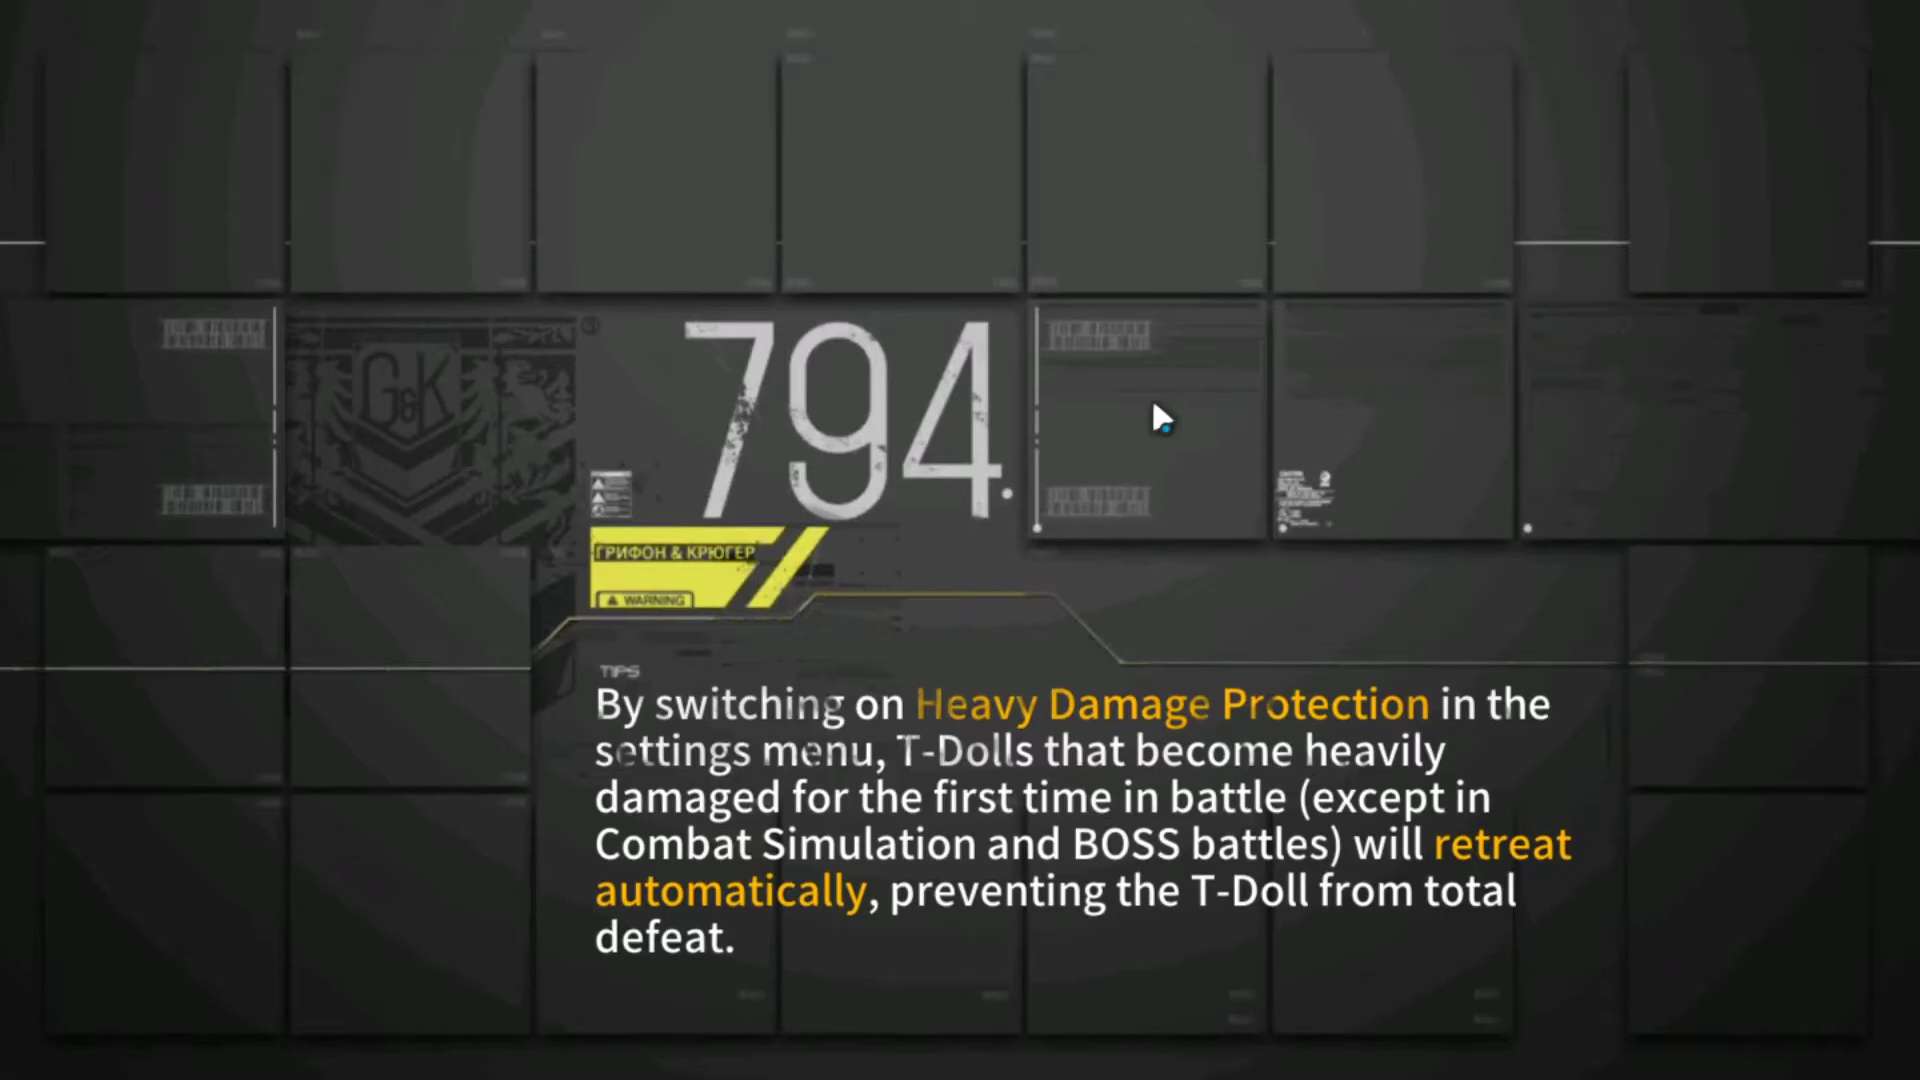 G&K
794.
ГРИФОН & КРЮГЕР
WARNING
TIPS
By switching on Heavy Damage Protection in the
settings menu, T-Dolls that become heavily
damaged for the first time in battle (except in
Combat Simulation and BOSS battles) will retreat
automatically, preventing the T-Doll from total
defeat.